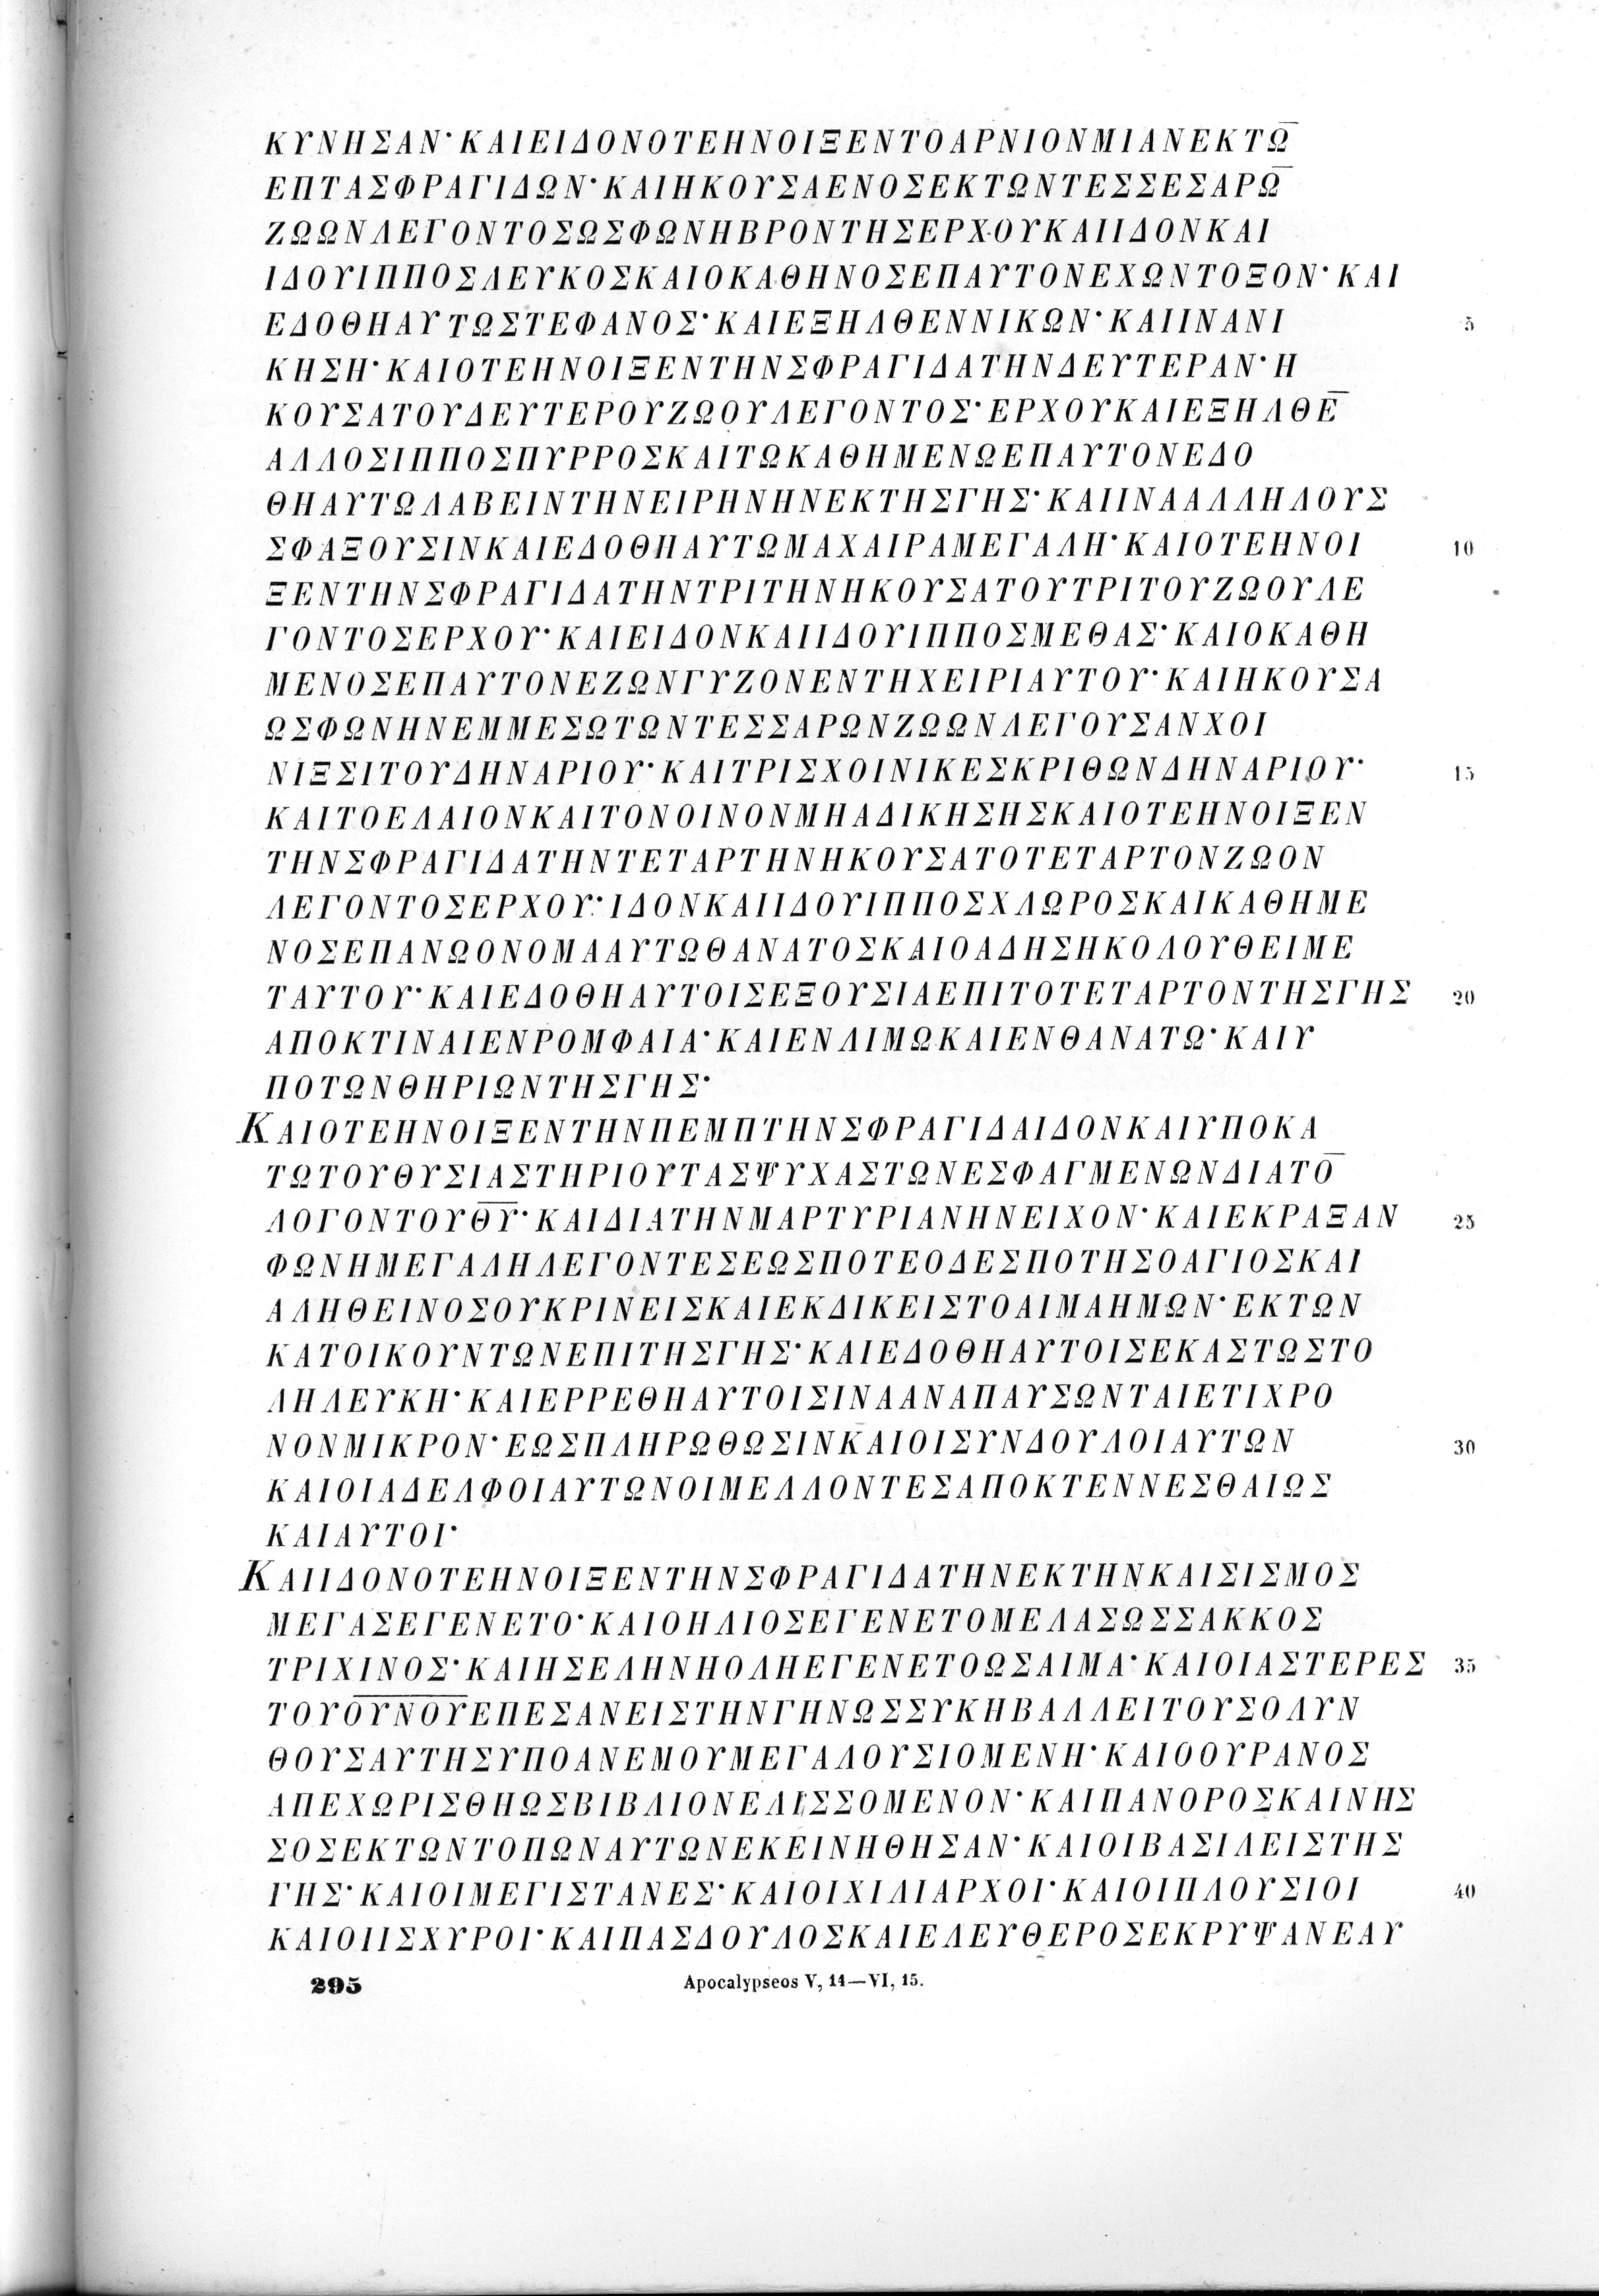 ΚΥΝΗΣΑΝ·ΚΑΙΕΙΔΟΝΟΤΕΗΝΟΙΞΕΝΤΟΑΡΝΙΟΝΜΙΑΝΕΚΤΩ̅
ΕΠΤΑΣΦΡΑΓΙΔΩΝ·ΚΑΙΗΚΟΥΣΑΕΝΟΣΕΚΤΩΝΤΕΣΣΕΣΑΡΩ̅
ΖΩΩΝΛΕΓΟΝΤΟΣΩΣΦΩΝΗΒΡΟΝΤΗΣΕΡΧΟΥΚΑΙΙΔΟΝΚΑΙ
ΙΔΟΥΙΠΠΟΣΛΕΥΚΟΣΚΑΙΟΚΑΘΗΝΟΣΕΠΑΥΤΟΝΕΧΩΝΤΟΞΟΝ·ΚΑΙ
ΕΔΟΘΗΑΥΤΩΣΤΕΦΑΝΟΣ·ΚΑΙΕΞΗΛΘΕΝΝΙΚΩΝ·ΚΑΙΙΝΑΝΙ 5
ΚΗΣΗ·ΚΑΙΟΤΕΗΝΟΙΞΕΝΤΗΝΣΦΡΑΓΙΔΑΤΗΝΔΕΥΤΕΡΑΝ·Η
ΚΟΥΣΑΤΟΥΔΕΥΤΕΡΟΥΖΩΟΥΛΕΓΟΝΤΟΣ·ΕΡΧΟΥΚΑΙΕΞΗΛΘΕ̅
ΑΛΛΟΣΙΠΠΟΣΠΥΡΡΟΣΚΑΙΤΩΚΑΘΗΜΕΝΩΕΠΑΥΤΟΝΕΔΟ
ΘΗΑΥΤΩΛΑΒΕΙΝΤΗΝΕΙΡΗΝΗΝΕΚΤΗΣΓΗΣ·ΚΑΙΙΝΑΑΛΛΗΛΟΥΣ
ΣΦΑΞΟΥΣΙΝΚΑΙΕΔΟΘΗΑΥΤΩΜΑΧΑΙΡΑΜΕΓΑΛΗ·ΚΑΙΟΤΕΗΝΟΙ 10
ΞΕΝΤΗΝΣΦΡΑΓΙΔΑΤΗΝΤΡΙΤΗΝΗΚΟΥΣΑΤΟΥΤΡΙΤΟΥΖΩΟΥΛΕ
ΓΟΝΤΟΣΕΡΧΟΥ·ΚΑΙΕΙΔΟΝΚΑΙΙΔΟΥΙΠΠΟΣΜΕΘΑΣ·ΚΑΙΟΚΑΘΗ
ΜΕΝΟΣΕΠΑΥΤΟΝΕΖΩΝΓΥΖΟΝΕΝΤΗΧΕΙΡΙΑΥΤΟΥ·ΚΑΙΗΚΟΥΣΑ
ΩΣΦΩΝΗΝΕΜΜΕΣΩΤΩΝΤΕΣΣΑΡΩΝΖΩΩΝΛΕΓΟΥΣΑΝΧΟΙ
ΝΙΞΣΙΤΟΥΔΗΝΑΡΙΟΥ·ΚΑΙΤΡΙΣΧΟΙΝΙΚΕΣΚΡΙΘΩΝΔΗΝΑΡΙΟΥ· 15
ΚΑΙΤΟΕΛΑΙΟΝΚΑΙΤΟΝΟΙΝΟΝΜΗΑΔΙΚΗΣΗΣΚΑΙΟΤΕΗΝΟΙΞΕΝ
ΤΗΝΣΦΡΑΓΙΔΑΤΗΝΤΕΤΑΡΤΗΝΗΚΟΥΣΑΤΟΤΕΤΑΡΤΟΝΖΩΟΝ
ΛΕΓΟΝΤΟΣΕΡΧΟΥ·ΙΔΟΝΚΑΙΙΔΟΥΙΠΠΟΣΧΛΩΡΟΣΚΑΙΚΑΘΗΜΕ
ΝΟΣΕΠΑΝΩΟΝΟΜΑΑΥΤΩΘΑΝΑΤΟΣΚΑΙΟΑΔΗΣΗΚΟΛΟΥΘΕΙΜΕ
ΤΑΥΤΟΥ·ΚΑΙΕΔΟΘΗΑΥΤΟΙΣΕΞΟΥΣΙΑΕΠΙΤΟΤΕΤΑΡΤΟΝΤΗΣΓΗΣ 20
ΑΠΟΚΤΙΝΑΙΕΝΡΟΜΦΑΙΑ·ΚΑΙΕΝΛΙΜΩΚΑΙΕΝΘΑΝΑΤΩ·ΚΑΙΥ
ΠΟΤΩΝΘΗΡΙΩΝΤΗΣΓΗΣ·
ΚΑΙΟΤΕΗΝΟΙΞΕΝΤΗΝΠΕΜΠΤΗΝΣΦΡΑΓΙΔΑΙΔΟΝΚΑΙΥΠΟΚΑ
ΤΩΤΟΥΘΥΣΙΑΣΤΗΡΙΟΥΤΑΣΨΥΧΑΣΤΩΝΕΣΦΑΓΜΕΝΩΝΔΙΑΤΟ̅
ΛΟΓΟΝΤΟΥΘ̅Υ̅·ΚΑΙΔΙΑΤΗΝΜΑΡΤΥΡΙΑΝΗΝΕΙΧΟΝ·ΚΑΙΕΚΡΑΞΑΝ 25
ΦΩΝΗΜΕΓΑΛΗΛΕΓΟΝΤΕΣΕΩΣΠΟΤΕΟΔΕΣΠΟΤΗΣΟΑΓΙΟΣΚΑΙ
ΑΛΗΘΕΙΝΟΣΟΥΚΡΙΝΕΙΣΚΑΙΕΚΔΙΚΕΙΣΤΟΑΙΜΑΗΜΩΝ·ΕΚΤΩΝ
ΚΑΤΟΙΚΟΥΝΤΩΝΕΠΙΤΗΣΓΗΣ·ΚΑΙΕΔΟΘΗΑΥΤΟΙΣΕΚΑΣΤΩΣΤΟ
ΛΗΛΕΥΚΗ·ΚΑΙΕΡΡΕΘΗΑΥΤΟΙΣΙΝΑΑΝΑΠΑΥΣΩΝΤΑΙΕΤΙΧΡΟ
ΝΟΝΜΙΚΡΟΝ·ΕΩΣΠΛΗΡΩΘΩΣΙΝΚΑΙΟΙΣΥΝΔΟΥΛΟΙΑΥΤΩΝ 30
ΚΑΙΟΙΑΔΕΛΦΟΙΑΥΤΩΝΟΙΜΕΛΛΟΝΤΕΣΑΠΟΚΤΕΝΝΕΣΘΑΙΩΣ
ΚΑΙΑΥΤΟΙ·
ΚΑΙΙΔΟΝΟΤΕΗΝΟΙΞΕΝΤΗΝΣΦΡΑΓΙΔΑΤΗΝΕΚΤΗΝΚΑΙΣΙΣΜΟΣ
ΜΕΓΑΣΕΓΕΝΕΤΟ·ΚΑΙΟΗΛΙΟΣΕΓΕΝΕΤΟΜΕΛΑΣΩΣΣΑΚΚΟΣ
ΤΡΙΧΙΝΟΣ·ΚΑΙΗΣΕΛΗΝΗΟΛΗΕΓΕΝΕΤΟΩΣΑΙΜΑ·ΚΑΙΟΙΑΣΤΕΡΕΣ 35
ΤΟΥΟ̅Υ̅Ν̅Ο̅Υ̅ΕΠΕΣΑΝΕΙΣΤΗΝΓΗΝΩΣΣΥΚΗΒΑΛΛΕΙΤΟΥΣΟΛΥΝ
ΘΟΥΣΑΥΤΗΣΥΠΟΑΝΕΜΟΥΜΕΓΑΛΟΥΣΙΟΜΕΝΗ·ΚΑΙΟΟΥΡΑΝΟΣ
ΑΠΕΧΩΡΙΣΘΗΩΣΒΙΒΛΙΟΝΕΛΙΣΣΟΜΕΝΟΝ·ΚΑΙΠΑΝΟΡΟΣΚΑΙΝΗΣ
ΣΟΣΕΚΤΩΝΤΟΠΩΝΑΥΤΩΝΕΚΕΙΝΗΘΗΣΑΝ·ΚΑΙΟΙΒΑΣΙΛΕΙΣΤΗΣ
ΓΗΣ·ΚΑΙΟΙΜΕΓΙΣΤΑΝΕΣ·ΚΑΙΟΙΧΙΛΙΑΡΧΟΙ·ΚΑΙΟΙΠΛΟΥΣΙΟΙ 40
ΚΑΙΟΙΙΣΧΥΡΟΙ·ΚΑΙΠΑΣΔΟΥΛΟΣΚΑΙΕΛΕΥΘΕΡΟΣΕΚΡΥΨΑΝΕΑΥ
295 Apocalypseos V, 14—VI, 15.